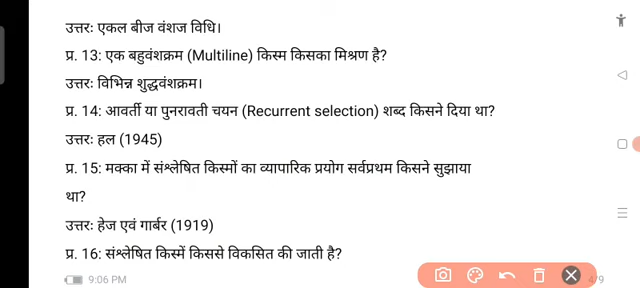 उत्तरः एकल बीज वंशज विधि।
प्र. 13: एक बहुवंशक्रम (Multiline) किस्म किसका मिश्रण है?
उत्तरः विभिन्न शुद्धवंशक्रम।
प्र. 14: आवर्ती या पुनरावती चयन (Recurrent selection) शब्द किसने दिया था?
उत्तरः हल (1945)
प्र. 15: मक्का में संश्लेषित किस्मों का व्यापारिक प्रयोग सर्वप्रथम किसने सुझाया
था?
उत्तरः हेज एवं गार्बर (1919)
प्र. 16: संश्लेषित किस्में किससे विकसित की जाती है?
9:06 PM
4/9